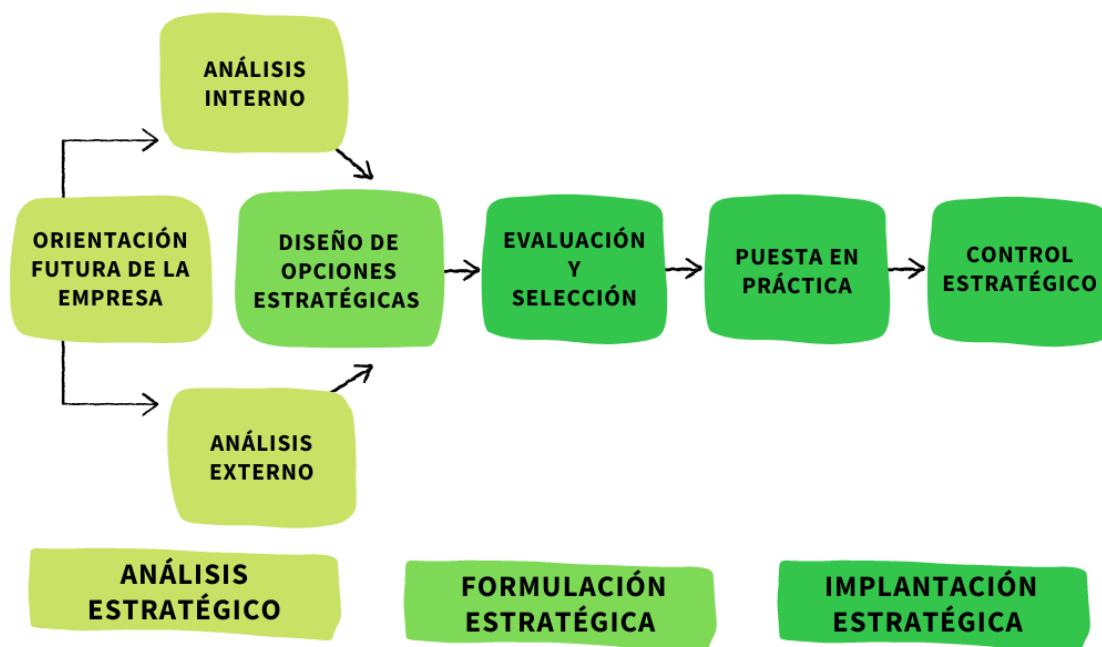 ANÁLISIS
INTERNO
ORIENTACIÓN
FUTURA DE LA
EMPRESA
DISEÑO DE
OPCIONES
ESTRATÉGICAS
EVALUACIÓN
Y
SELECCIÓN
PUESTA EN
PRÁCTICA
CONTROL
ESTRATÉGICO
ANÁLISIS
EXTERNO
ANÁLISIS
ESTRATÉGICO
FORMULACIÓN
ESTRATÉGICA
IMPLANTACIÓN
ESTRATÉGICA